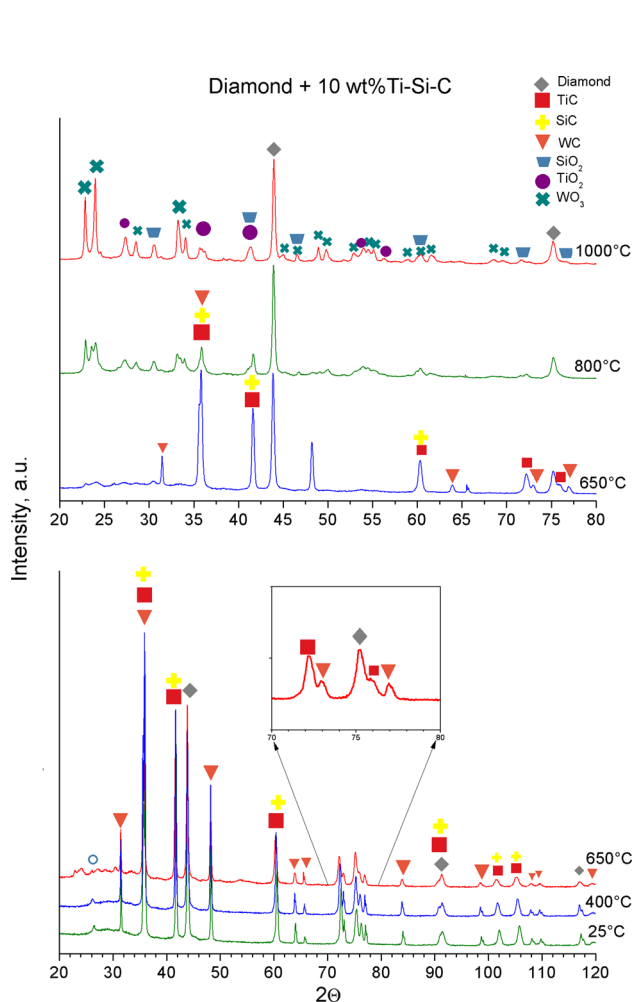 Diamond + 10 wt%Ti-Si-C
Diamond
TiC
SiC
WC
SiO₂
TiO₂
WO₃
1000°C
800°C
650°C
20 25 30 35 40 45 50 55 60 65 70 75 80
Intensity, a.u.
70 75 80
650°C
400°C
25°C
20 30 40 50 60 70 80 90 100 110 120
2Θ